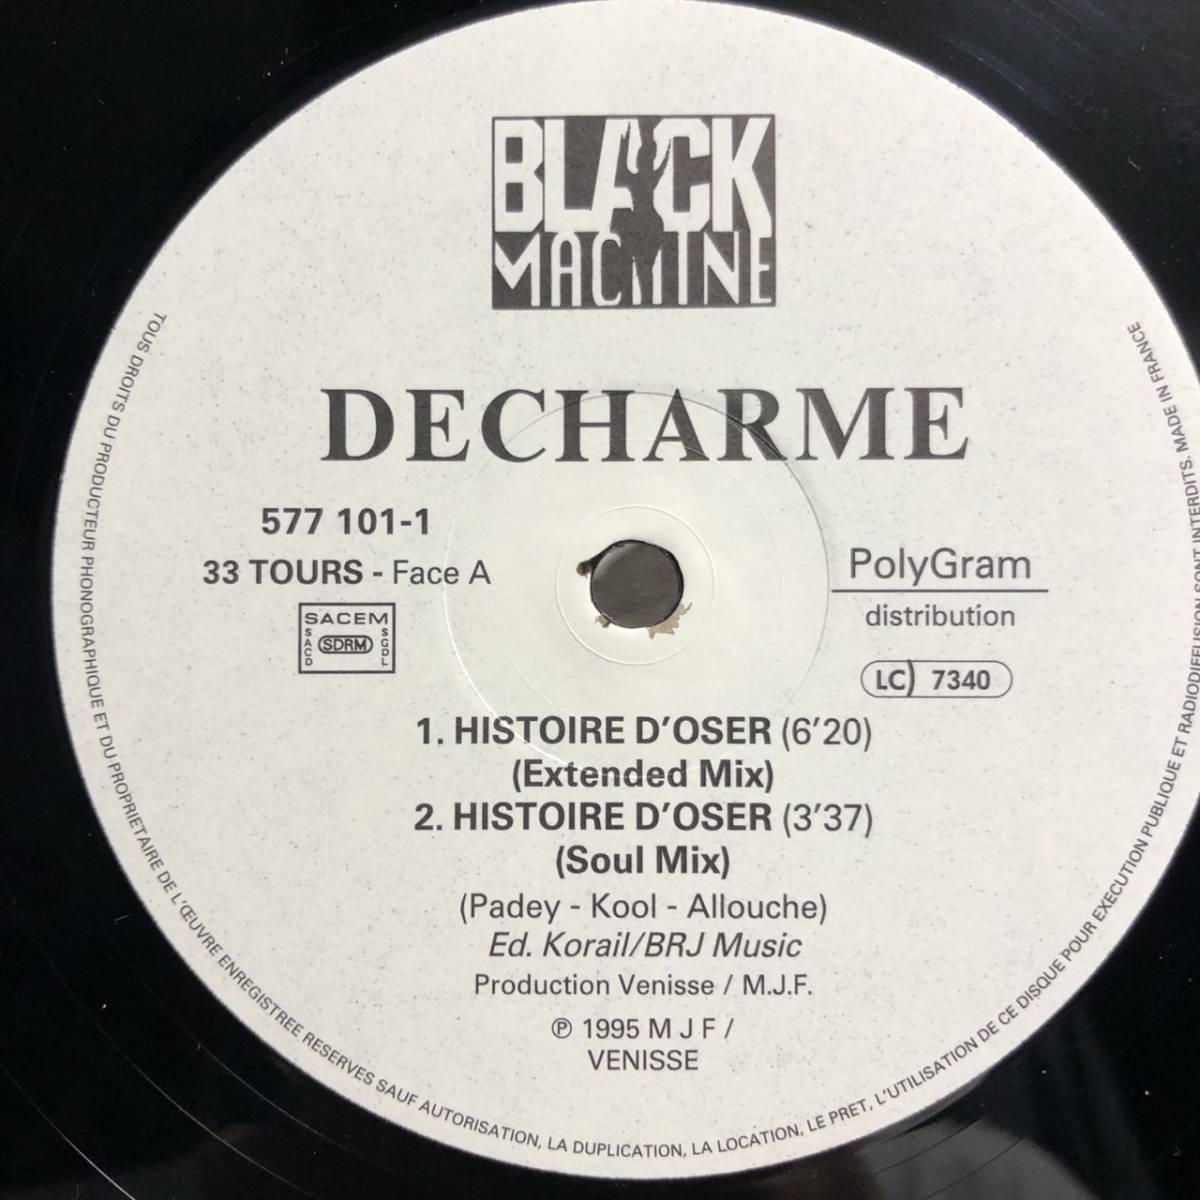 BLACK
MACHINE
DECHARME
577 101-1
33 TOURS - Face A
SACEM
SACD
SDRM
SGDL
PolyGram
distribution
LC 7340
1. HISTOIRE D'OSER (6'20)
(Extended Mix)
2. HISTOIRE D'OSER (3'37)
(Soul Mix)
(Padey - Kool - Allouche)
Ed. Korail/BRJ Music
Production Venisse / M.J.F.
℗ 1995 M J F /
VENISSE
TOUS DROITS DU PRODUCTEUR PHONOGRAPHIQUE ET DU PROPRIETAIRE DE L'ŒUVRE ENREGISTREE RESERVES SAUF AUTORISATION, LA DUPLICATION, LA LOCATION, LE PRET, L'UTILISATION DE CE DISQUE POUR EXECUTION PUBLIQUE ET RADIODIFFUSION SONT INTERDITS. MADE IN FRANCE